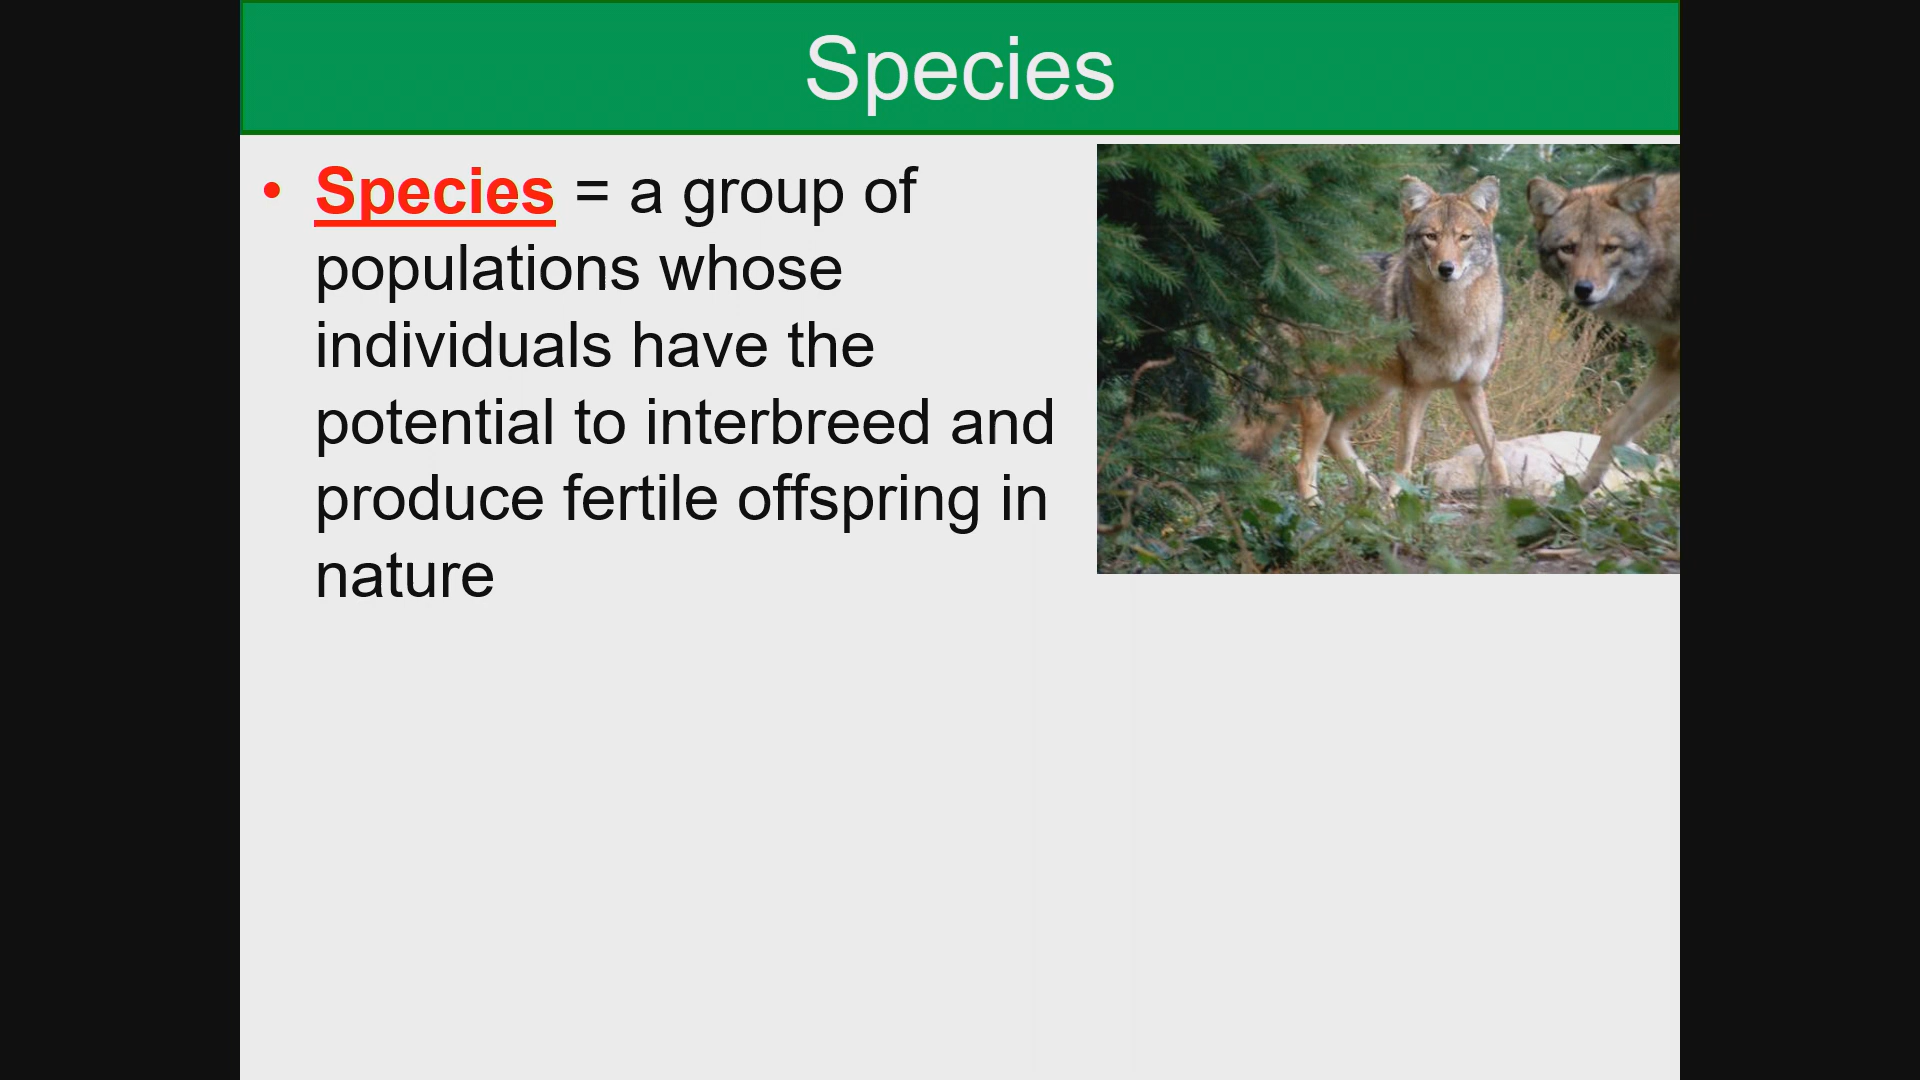 Species
• Species = a group of
populations whose
individuals have the
potential to interbreed and
produce fertile offspring in
nature